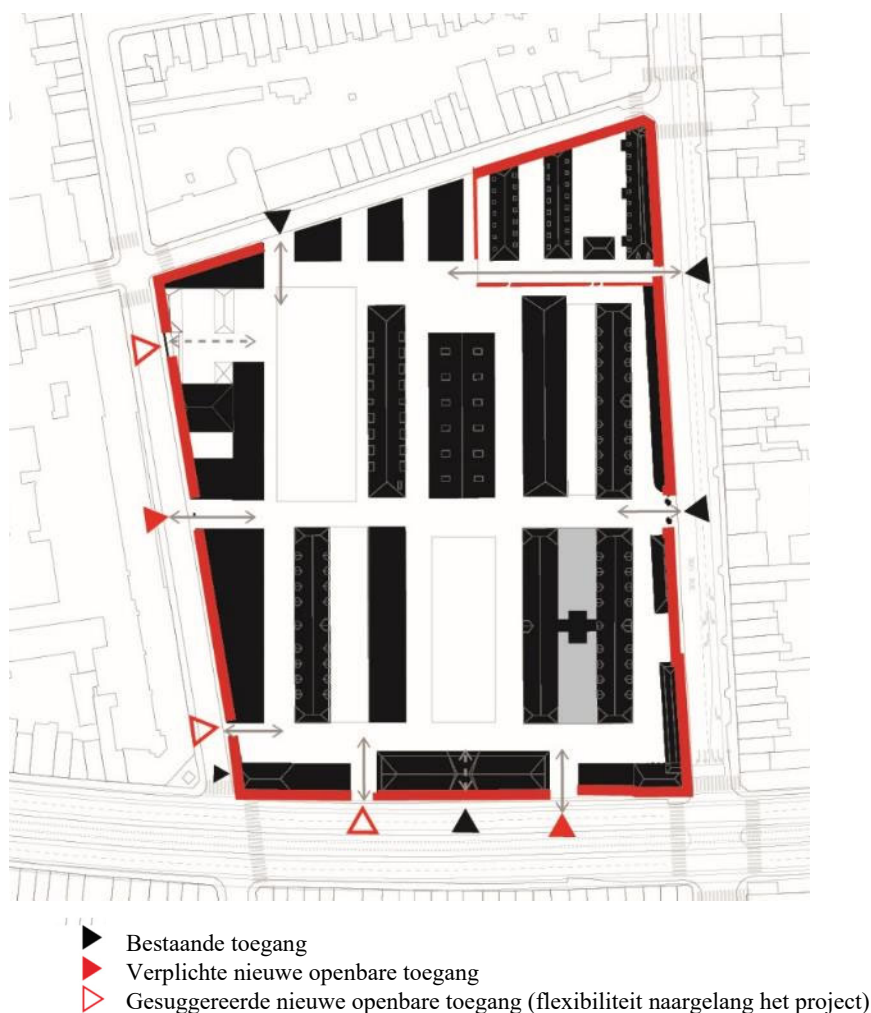 Bestaande toegang
Verplichte nieuwe openbare toegang
Gesuggereerde nieuwe openbare toegang (flexibiliteit naargelang het project)